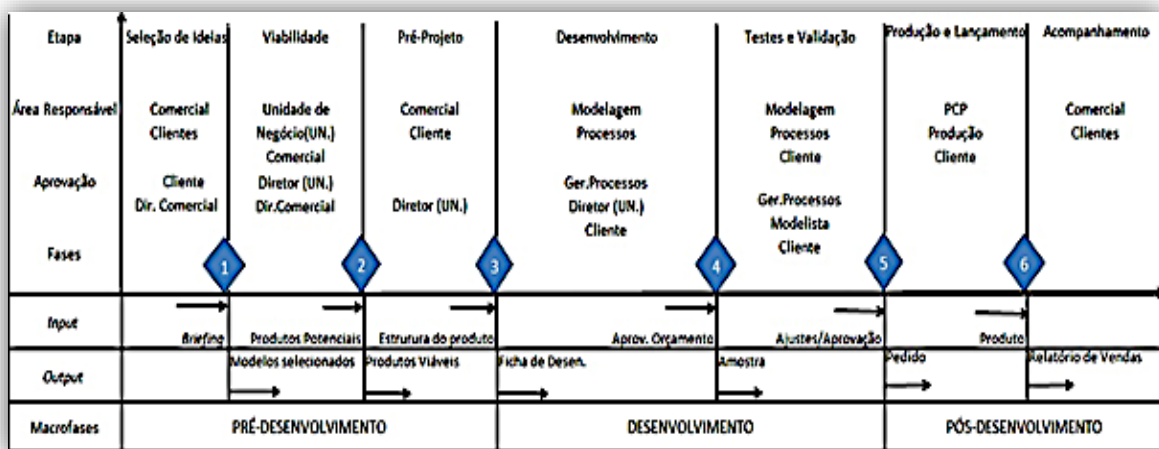 Etapa Seleção de Ideias Viabilidade Pré-Projeto Desenvolvimento Testes e Validação Produção e Lançamento Acompanhamento
Área Responsável Comercial Unidade de Comercial Modelagem Modelagem PCP Comercial
Clientes Negócio(UN.) Cliente Processos Processos Produção Clientes
Comercial Cliente Cliente
Aprovação Cliente Diretor (UN.) Ger.Processos
Dir. Comercial Dir.Comercial Diretor (UN.) Diretor (UN.) Ger.Processos
Cliente Modelista
Fases Cliente
1 2 3 4 5 6
Input
Briefing Produtos Potenciais Estrutura do produto Aprov. Orçamento Ajustes/Aprovação Produto
Modelos selecionados Produtos Viáveis Ficha de Desen. Amostra Pedido Relatório de Vendas
Output
Macrofases PRÉ-DESENVOLVIMENTO DESENVOLVIMENTO PÓS-DESENVOLVIMENTO